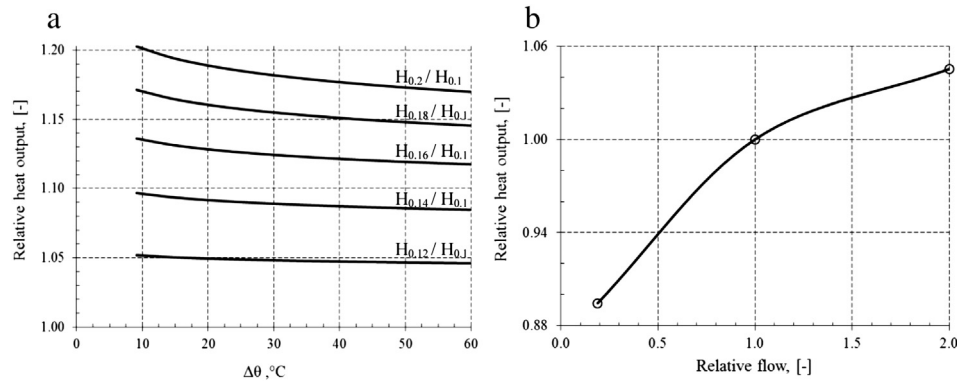 a
Relative heat output, [-]
1.20
1.15
1.10
1.05
1.00
H0.2 / H0.1
H0.18 / H0.1
H0.16 / H0.1
H0.14 / H0.1
H0.12 / H0.1
0 10 20 30 40 50 60
Δθ ,°C
b
Relative heat output, [-]
1.06
1.00
0.94
0.88
0.0 0.5 1.0 1.5 2.0
Relative flow, [-]